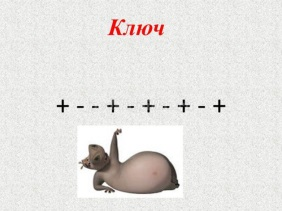 Ключ
+ - - + - + - + - +